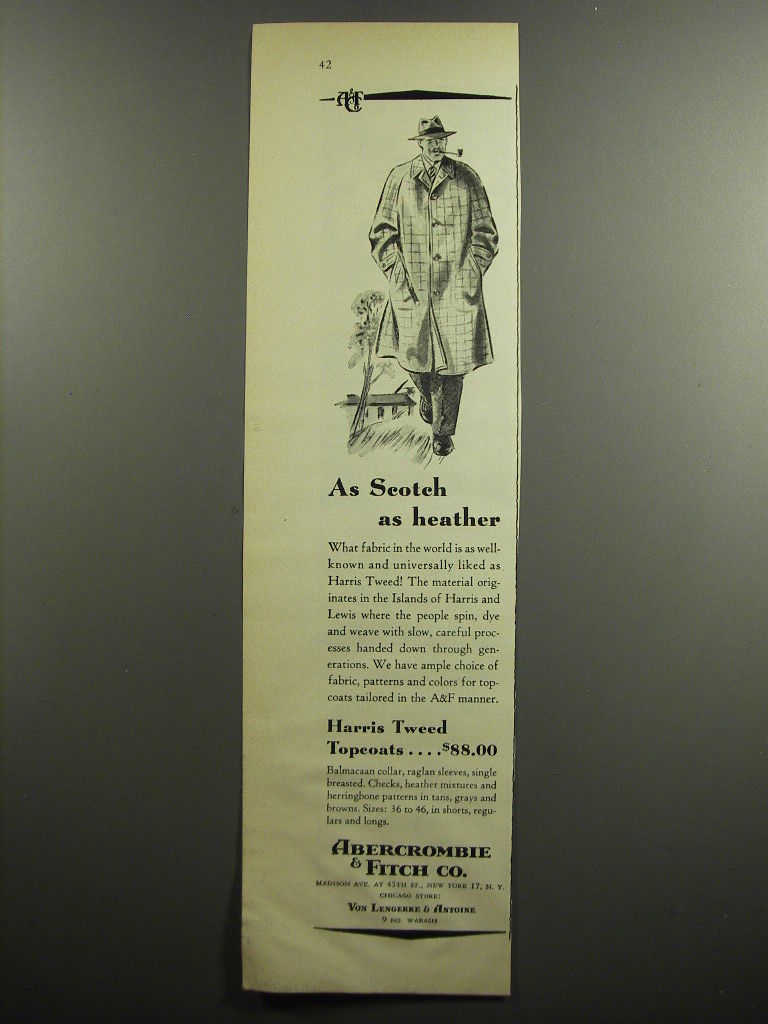 42
A&F Co
As Scotch
as heather
What fabric in the world is as well-
known and universally liked as
Harris Tweed! The material orig-
inates in the Islands of Harris and
Lewis where the people spin, dye
and weave with slow, careful proc-
esses handed down through gen-
erations. We have ample choice of
fabric, patterns and colors for top-
coats tailored in the A&F manner.
Harris Tweed
Topcoats . . . . $88.00
Balmacaan collar, raglan sleeves, single
breasted. Checks, heather mixtures and
herringbone patterns in tans, grays and
browns. Sizes: 36 to 46, in shorts, regu-
lars and longs.
ABERCROMBIE
& FITCH CO.
MADISON AVE. AT 45TH ST., NEW YORK 17, N. Y.
CHICAGO STORE:
VON LENGERKE & ANTOINE
9 NO. WABASH